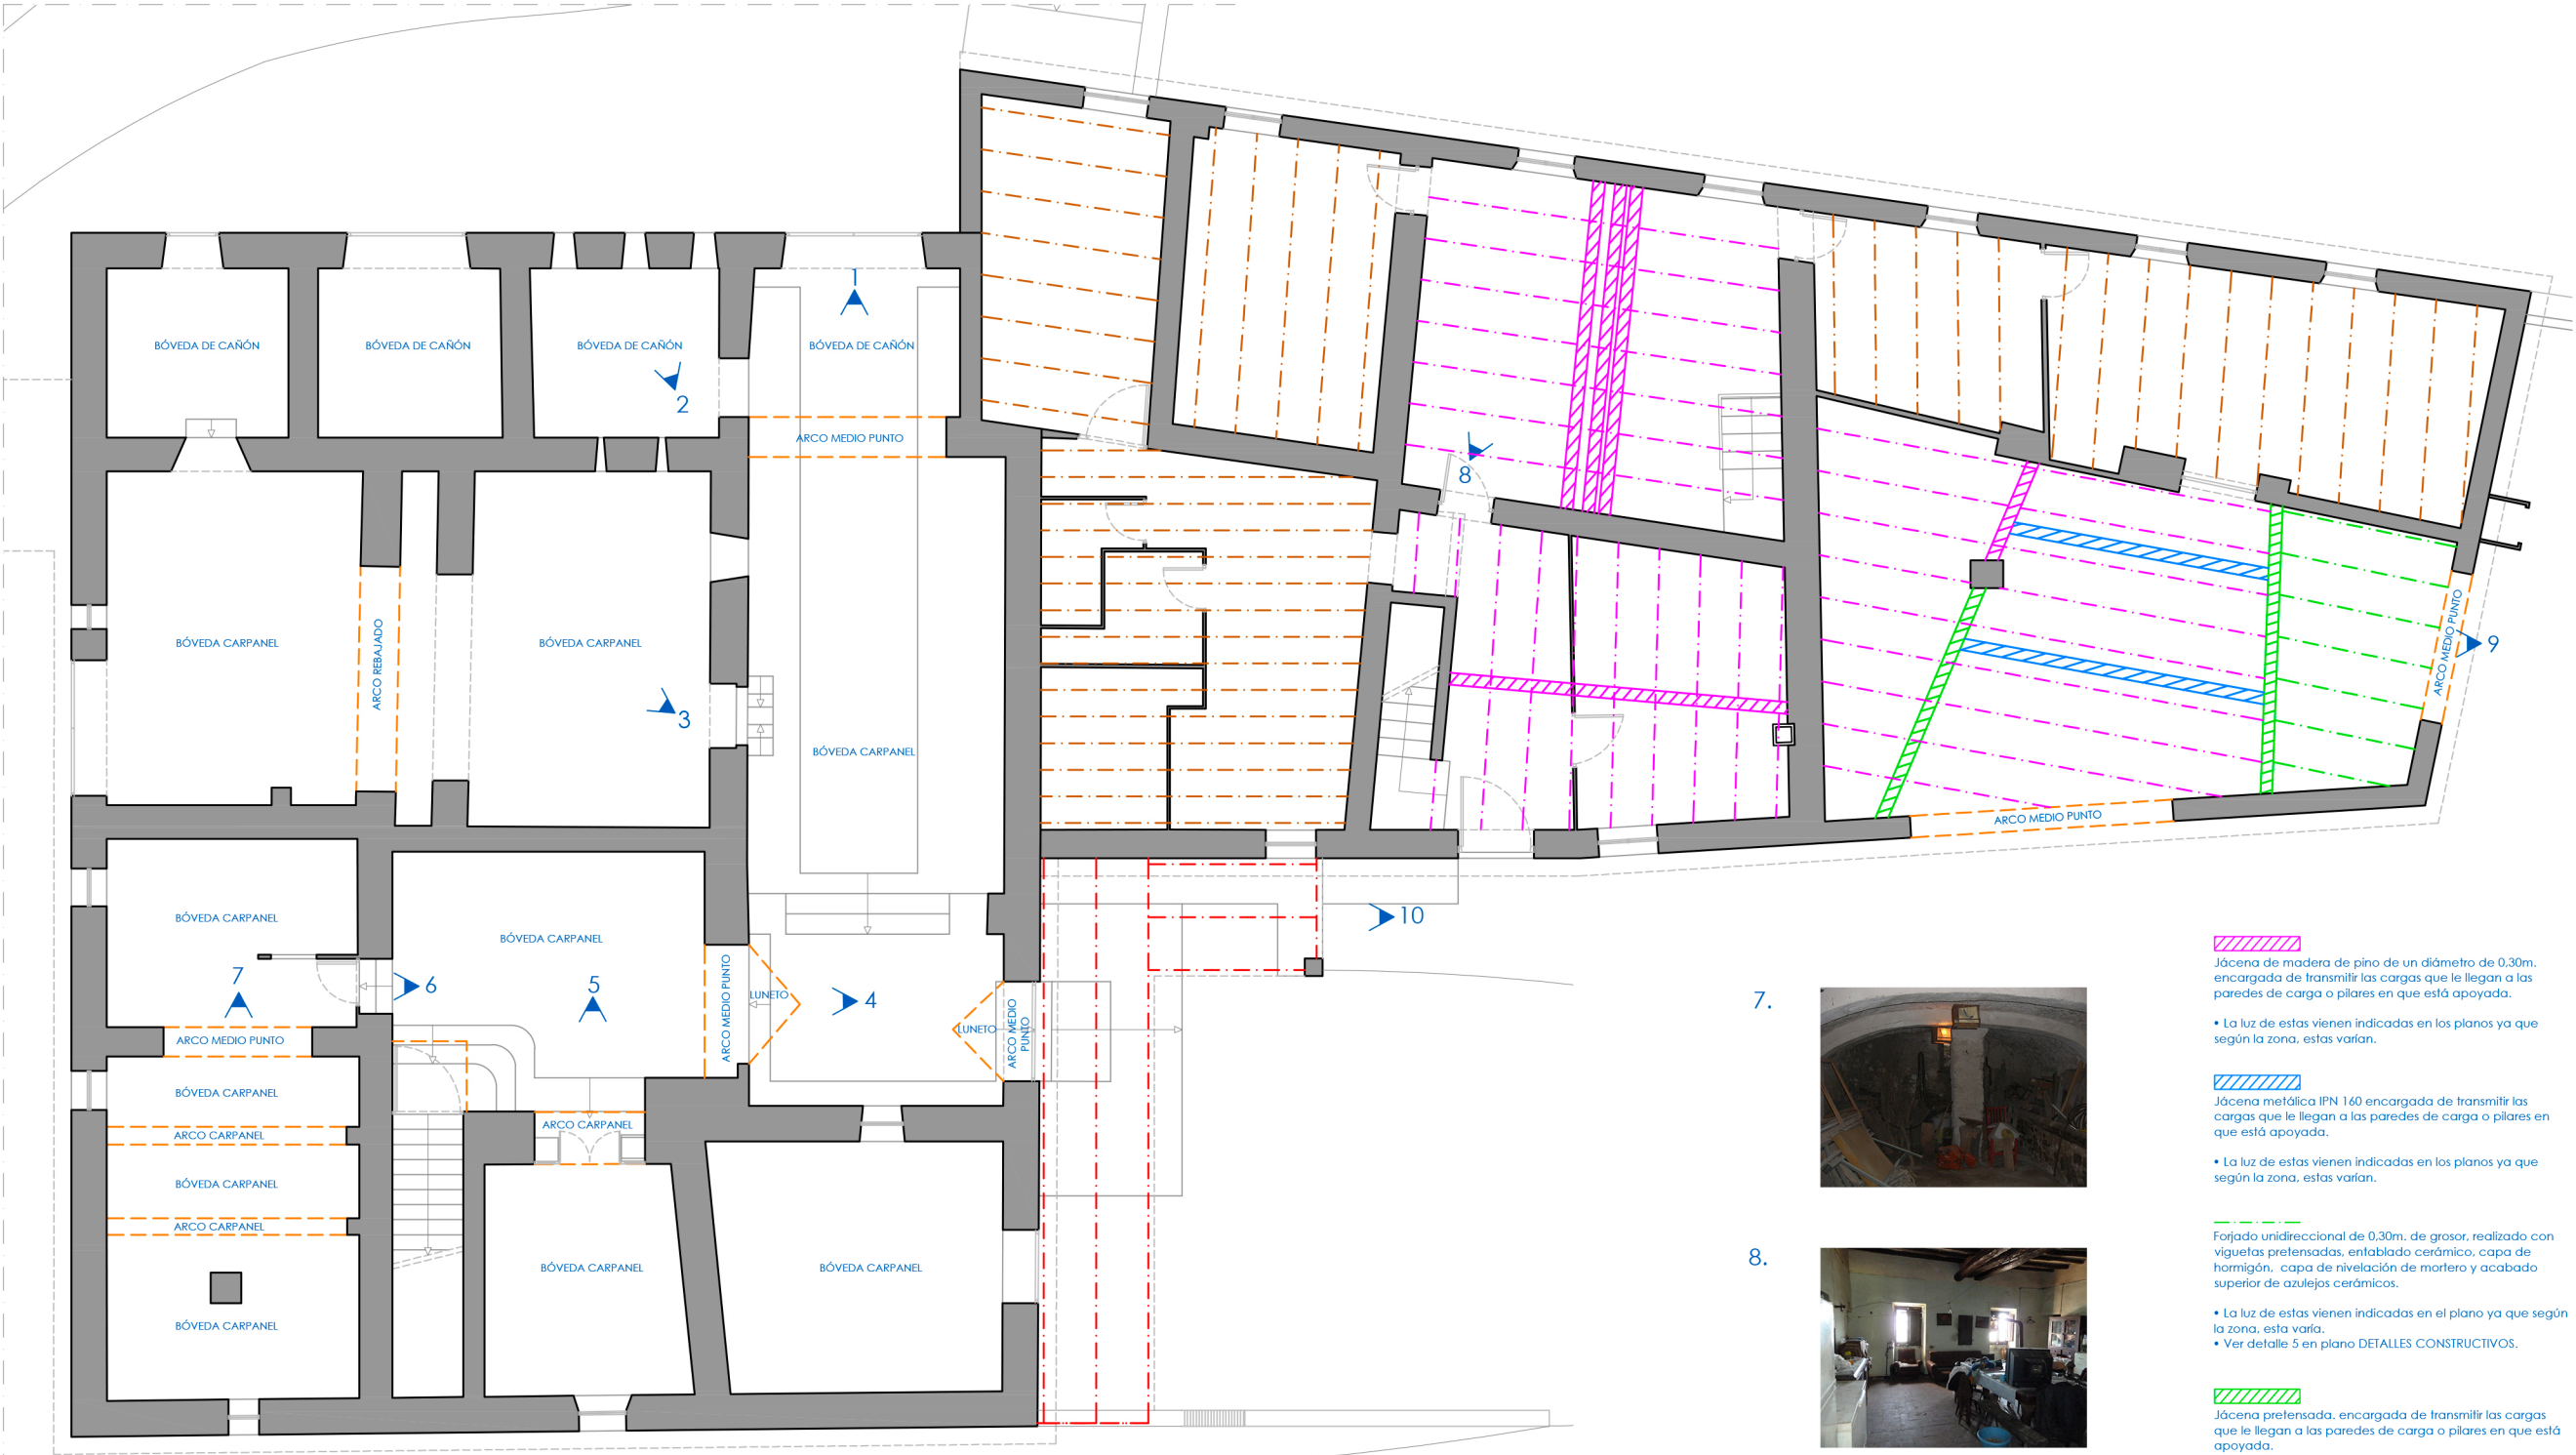 1
BÓVEDA DE CAÑÓN
BÓVEDA DE CAÑÓN
BÓVEDA DE CAÑÓN
BÓVEDA DE CAÑÓN
2
ARCO MEDIO PUNTO
8
BÓVEDA CARPANEL
ARCO REBAJADO
BÓVEDA CARPANEL
3
BÓVEDA CARPANEL
ARCO MEDIO PUNTO
9
ARCO MEDIO PUNTO
BÓVEDA CARPANEL
BÓVEDA CARPANEL
10
7
6
5
ARCO MEDIO PUNTO
LUNETO
4
LUNETO
ARCO MEDIO
PUNTO
ARCO MEDIO PUNTO
BÓVEDA CARPANEL
ARCO CARPANEL
ARCO CARPANEL
BÓVEDA CARPANEL
ARCO CARPANEL
BÓVEDA CARPANEL
BÓVEDA CARPANEL
BÓVEDA CARPANEL
7.
8.
Jácena de madera de pino de un diámetro de 0,30m.
encargada de transmitir las cargas que le llegan a las
paredes de carga o pilares en que está apoyada.
• La luz de estas vienen indicadas en los planos ya que
según la zona, estas varían.
Jácena metálica IPN 160 encargada de transmitir las
cargas que le llegan a las paredes de carga o pilares en
que está apoyada.
• La luz de estas vienen indicadas en los planos ya que
según la zona, estas varían.
Forjado unidireccional de 0,30m. de grosor, realizado con
viguetas pretensadas, entablado cerámico, capa de
hormigón, capa de nivelación de mortero y acabado
superior de azulejos cerámicos.
• La luz de estas vienen indicadas en el plano ya que según
la zona, esta varía.
• Ver detalle 5 en plano DETALLES CONSTRUCTIVOS.
Jácena pretensada. encargada de transmitir las cargas
que le llegan a las paredes de carga o pilares en que está
apoyada.